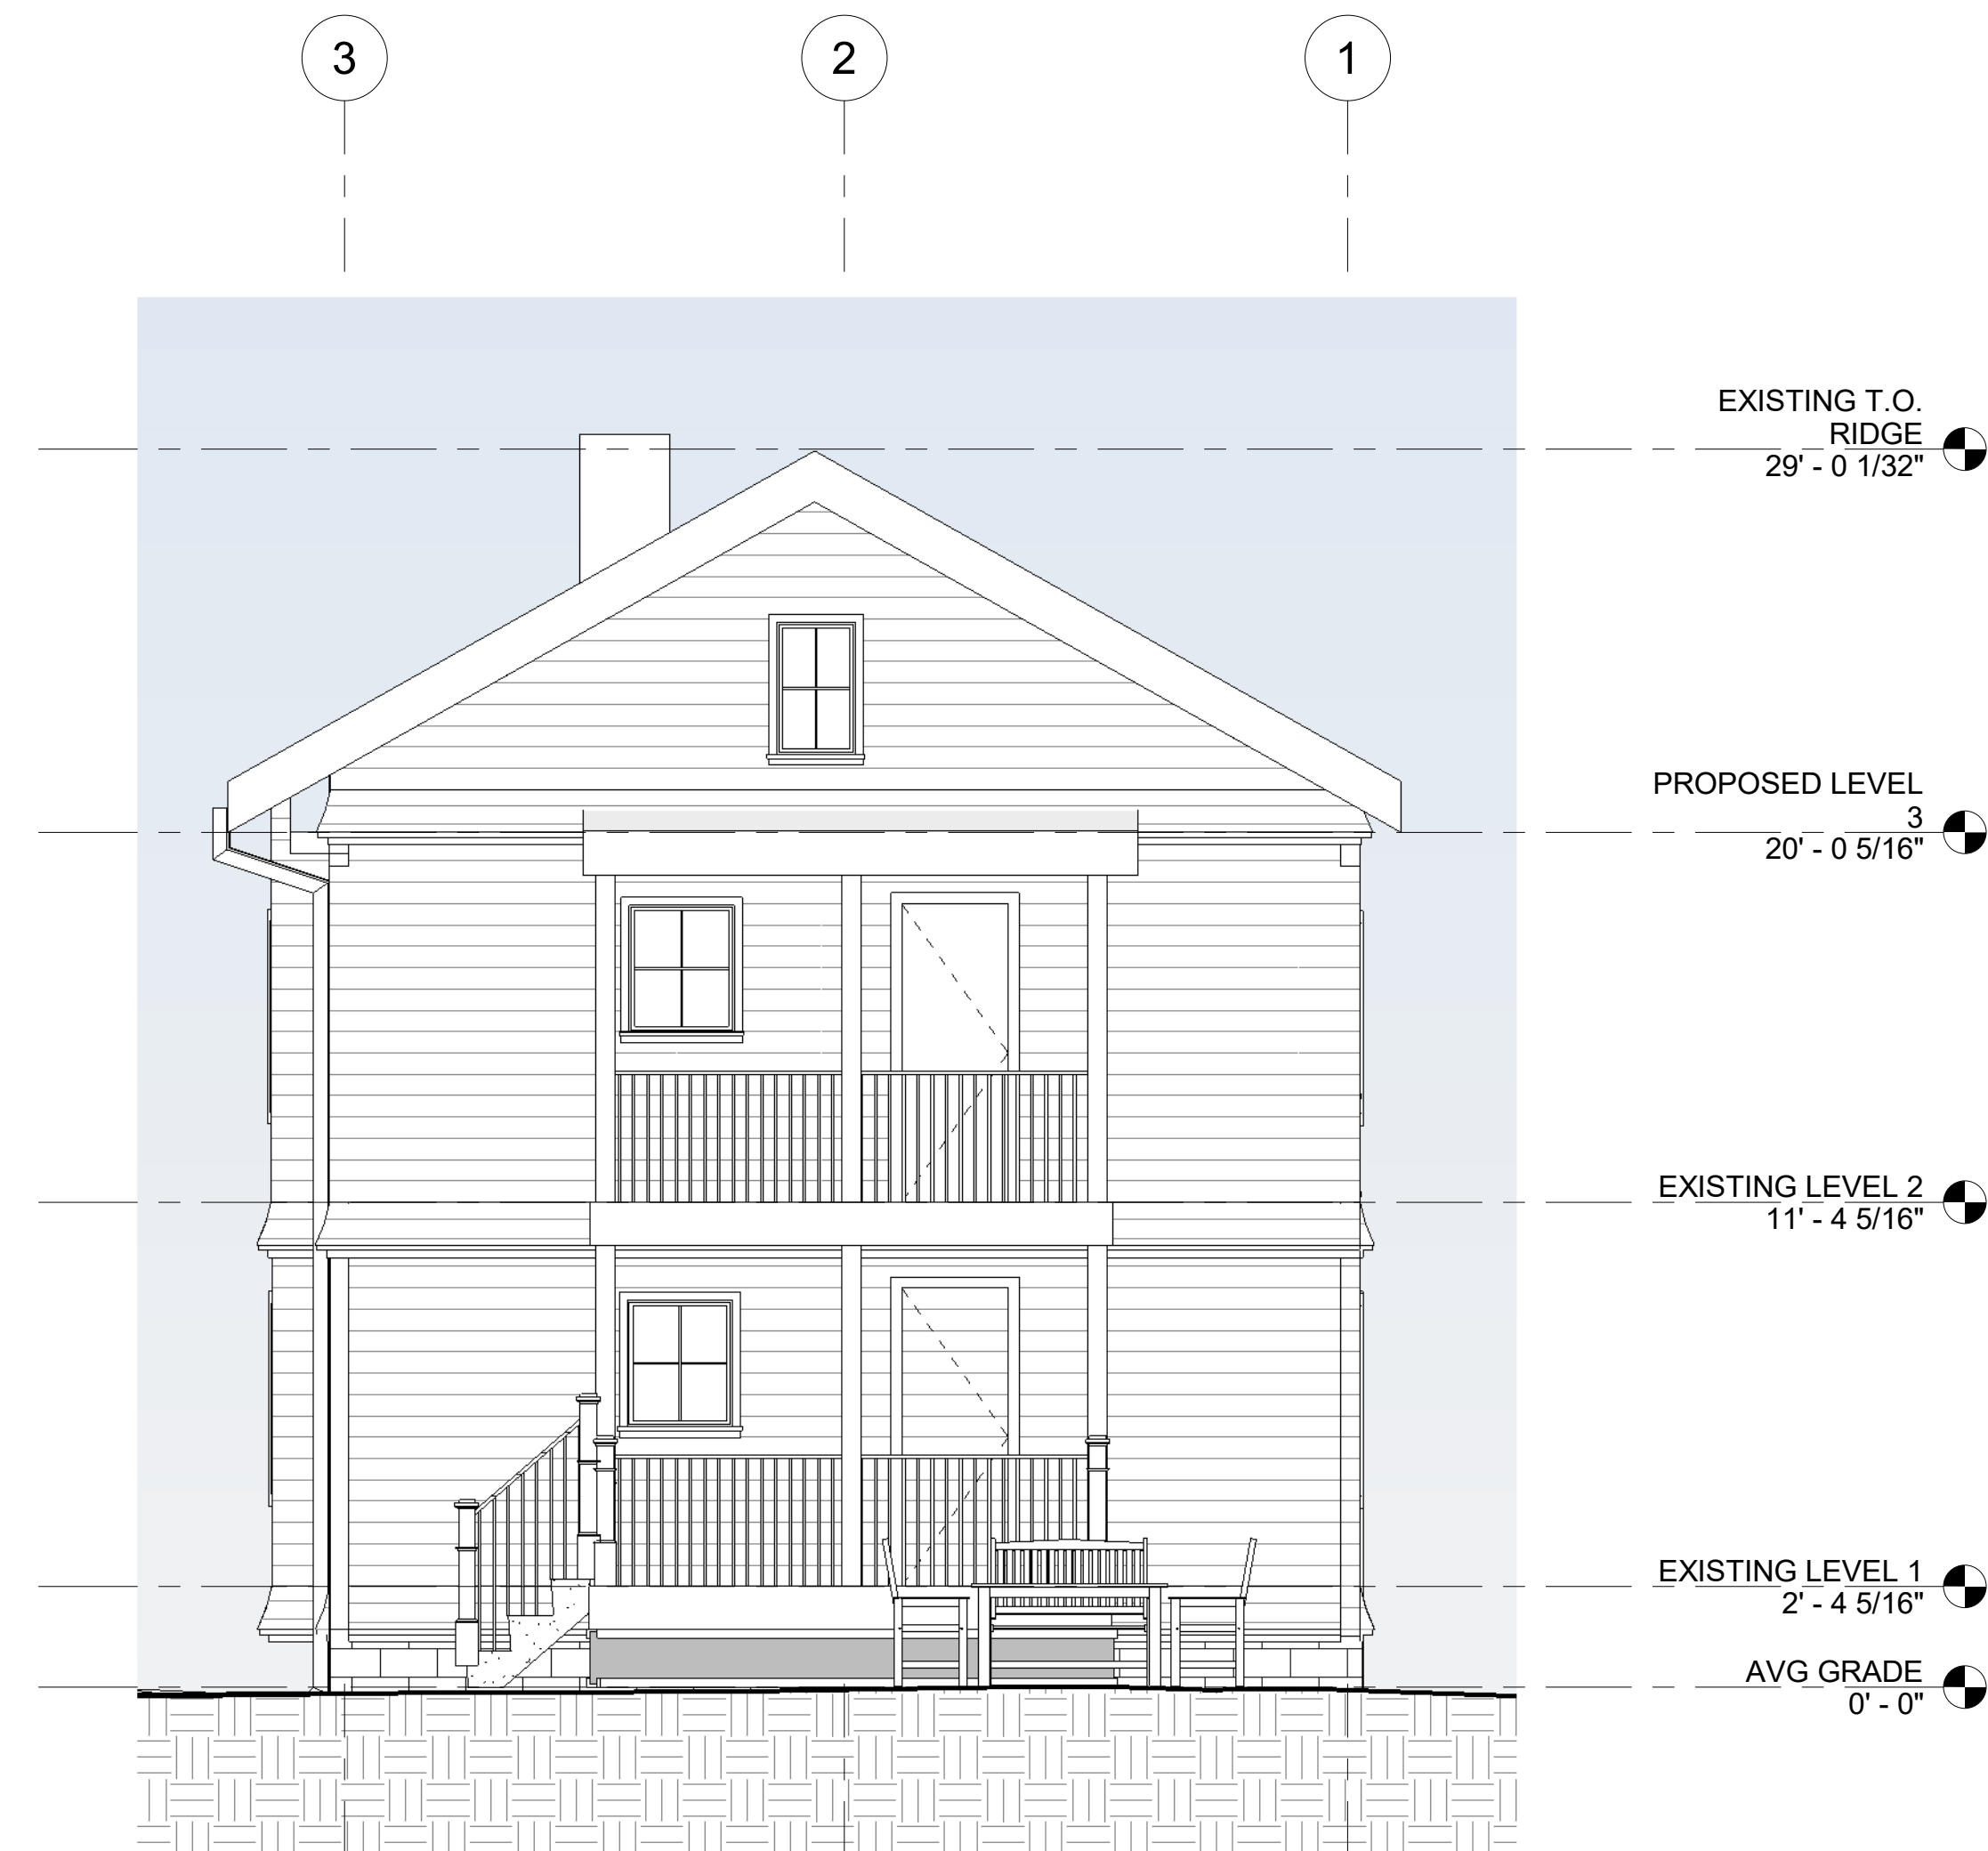 3
2
1
EXISTING T.O.
RIDGE
29' - 0 1/32"
PROPOSED LEVEL
3
20' - 0 5/16"
EXISTING LEVEL 2
11' - 4 5/16"
EXISTING LEVEL 1
2' - 4 5/16"
AVG GRADE
0' - 0"